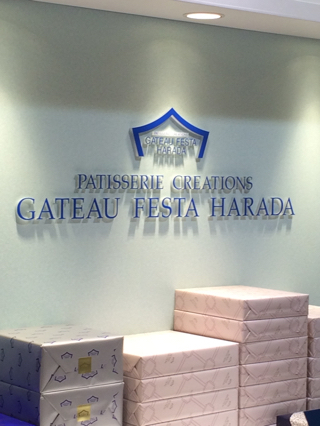 GATEAU FESTA
HARADA
PATISSERIE CREATIONS
GATEAU FESTA HARADA